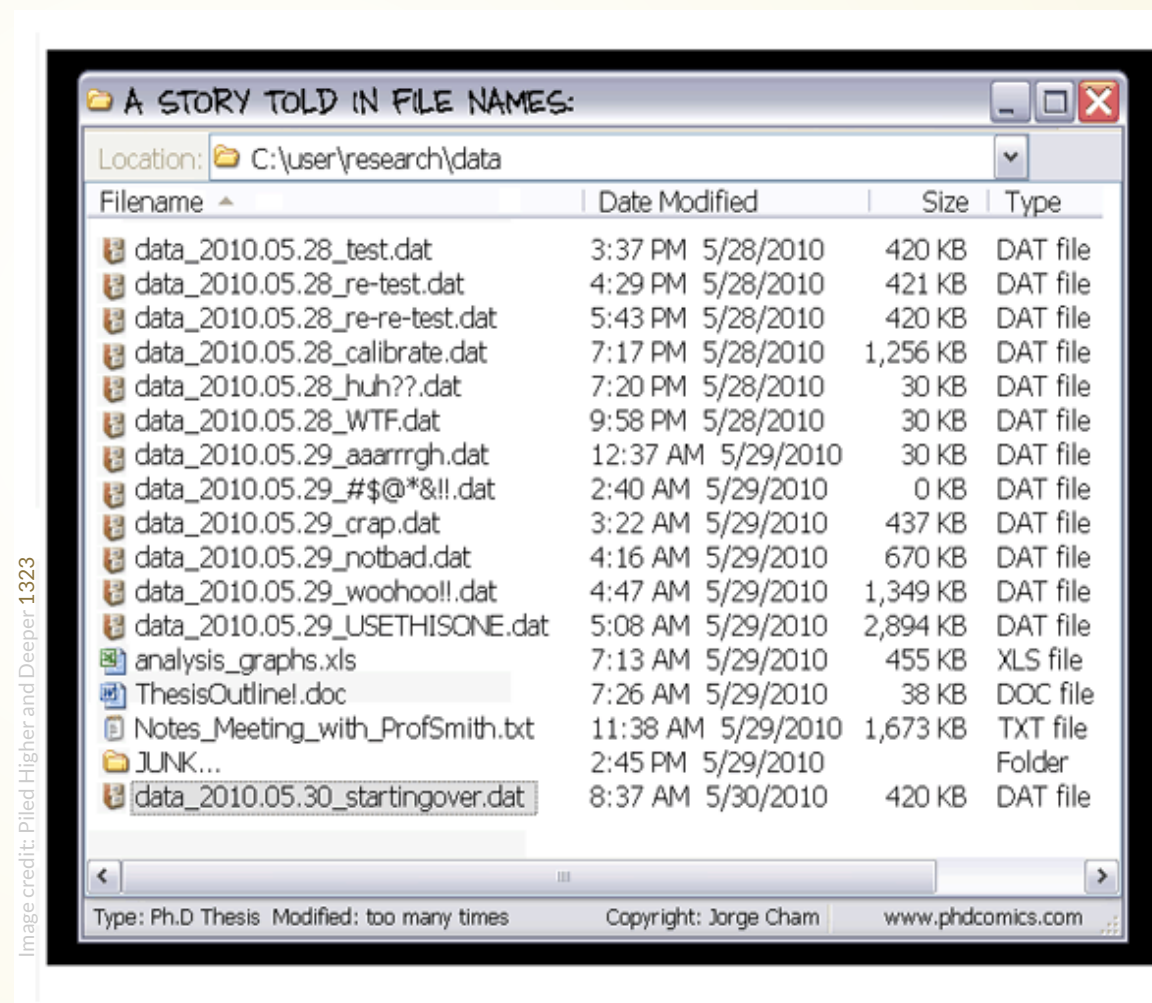 A STORY TOLD IN FILE NAMES:
Location: C:\user\research\data
Filename Date Modified Size Type
data_2010.05.28_test.dat 3:37 PM 5/28/2010 420 KB DAT file
data_2010.05.28_re-test.dat 4:29 PM 5/28/2010 421 KB DAT file
data_2010.05.28_re-re-test.dat 5:43 PM 5/28/2010 420 KB DAT file
data_2010.05.28_calibrate.dat 7:17 PM 5/28/2010 1,256 KB DAT file
data_2010.05.28_huh??.dat 7:20 PM 5/28/2010 30 KB DAT file
data_2010.05.28_WTF.dat 9:58 PM 5/28/2010 30 KB DAT file
data_2010.05.29_aaarrrgh.dat 12:37 AM 5/29/2010 30 KB DAT file
data_2010.05.29_#$@*&!!.dat 2:40 AM 5/29/2010 0 KB DAT file
data_2010.05.29_crap.dat 3:22 AM 5/29/2010 437 KB DAT file
data_2010.05.29_notbad.dat 4:16 AM 5/29/2010 670 KB DAT file
data_2010.05.29_woohoo!!.dat 4:47 AM 5/29/2010 1,349 KB DAT file
data_2010.05.29_USETHISONE.dat 5:08 AM 5/29/2010 2,894 KB DAT file
analysis_graphs.xls 7:13 AM 5/29/2010 455 KB XLS file
ThesisOutline!.doc 7:26 AM 5/29/2010 38 KB DOC file
Notes_Meeting_with_ProfSmith.txt 11:38 AM 5/29/2010 1,673 KB TXT file
JUNK... 2:45 PM 5/29/2010 Folder
data_2010.05.30_startingover.dat 8:37 AM 5/30/2010 420 KB DAT file
Type: Ph.D Thesis Modified: too many times Copyright: Jorge Cham www.phdcomics.com
Image credit: Piled Higher and Deeper 1323